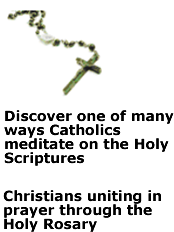 Discover one of many
ways Catholics
meditate on the Holy
Scriptures
Christians uniting in
prayer through the
Holy Rosary